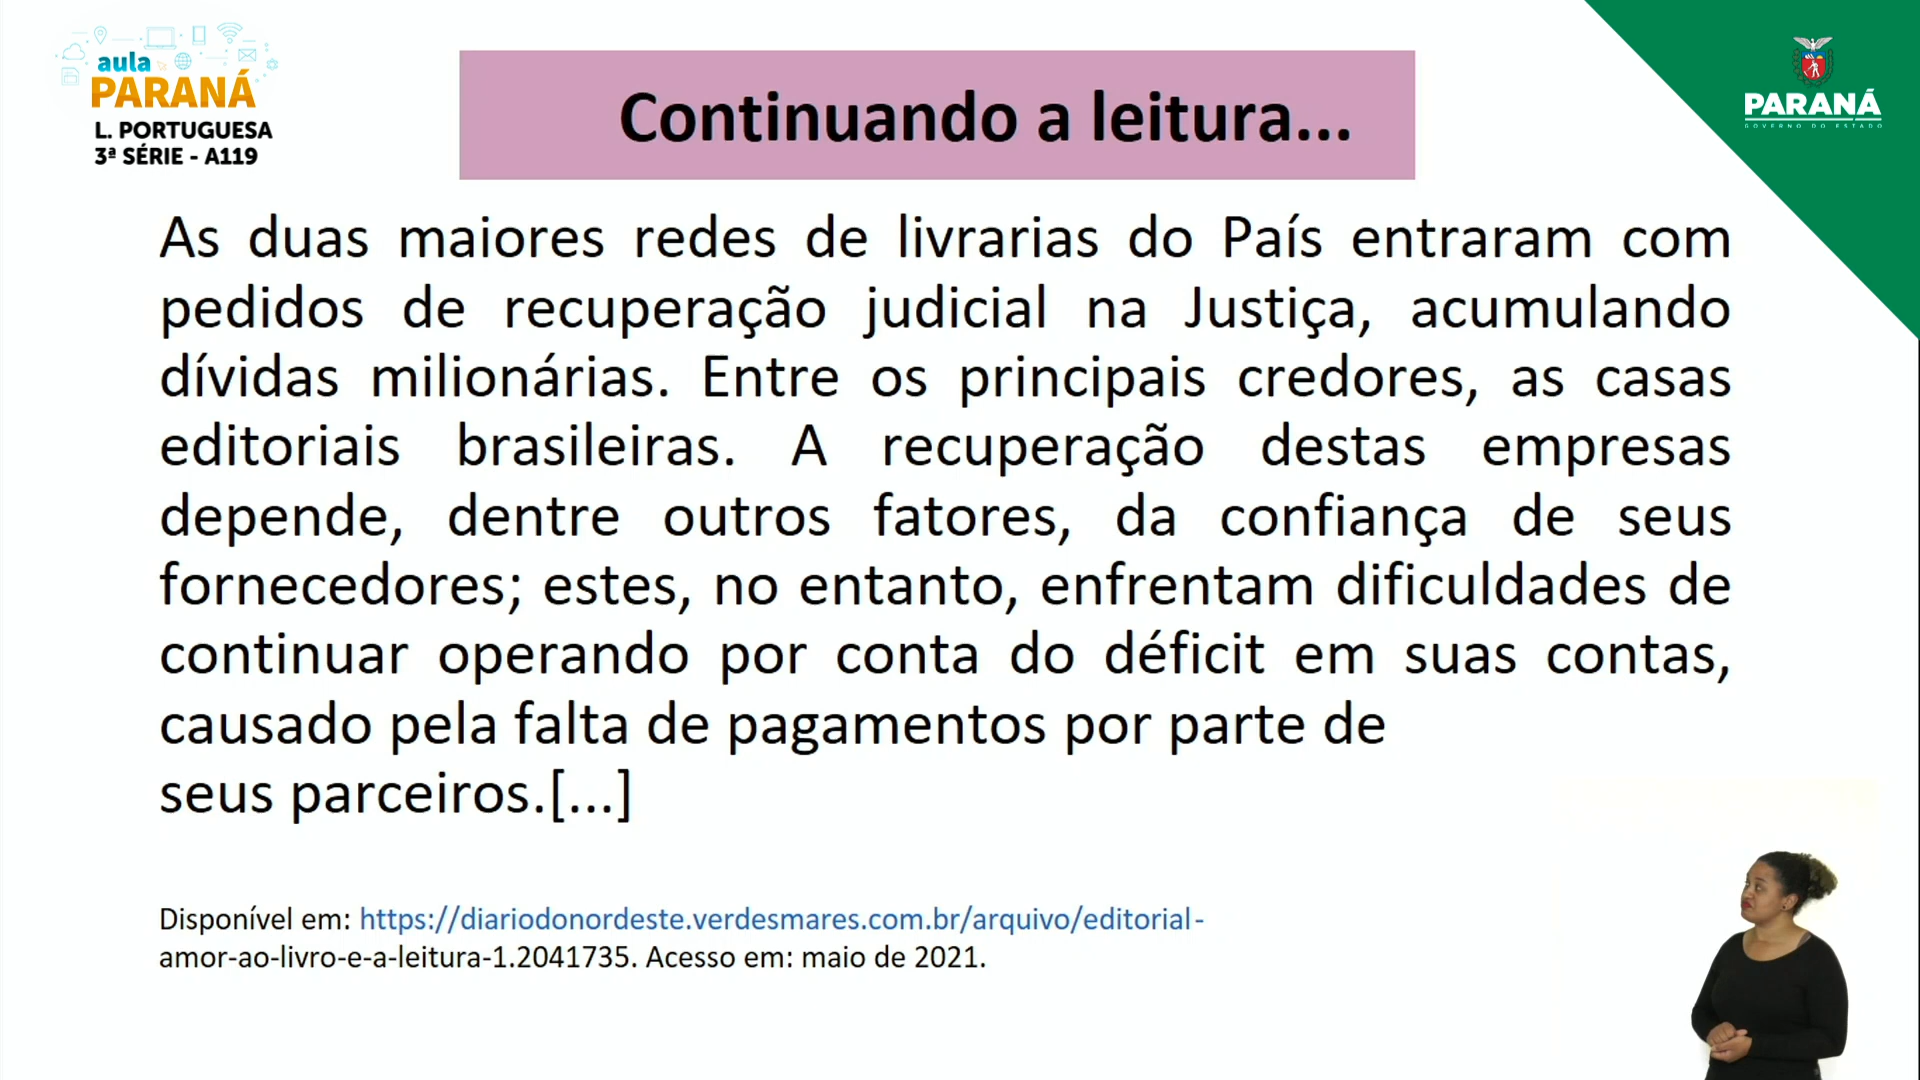 aula
PARANÁ
L. PORTUGUESA
3ª SÉRIE - A119
Continuando a leitura...
PARANÁ
GOVERNO DO ESTADO
As duas maiores redes de livrarias do País entraram com
pedidos de recuperação judicial na Justiça, acumulando
dívidas milionárias. Entre os principais credores, as casas
editoriais brasileiras. A recuperação destas empresas
depende, dentre outros fatores, da confiança de seus
fornecedores; estes, no entanto, enfrentam dificuldades de
continuar operando por conta do déficit em suas contas,
causado pela falta de pagamentos por parte de
seus parceiros.[...]
Disponível em: https://diariodonordeste.verdesmares.com.br/arquivo/editorial-
amor-ao-livro-e-a-leitura-1.2041735. Acesso em: maio de 2021.